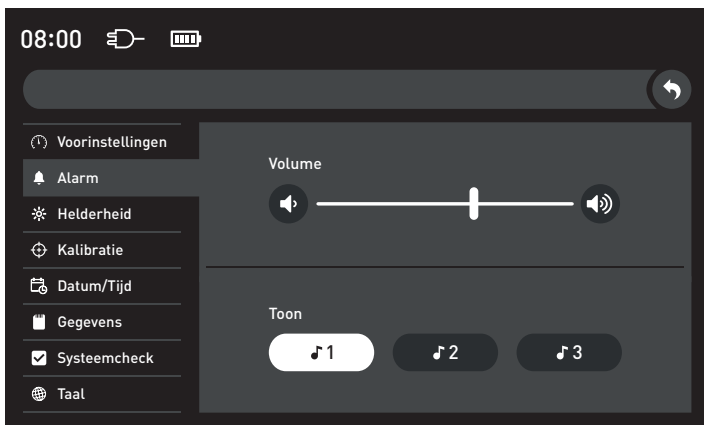 08:00
Voorinstellingen
Alarm
Helderheid
Kalibratie
Datum/Tijd
Gegevens
Systeemcheck
Taal
Volume
Toon
1
2
3